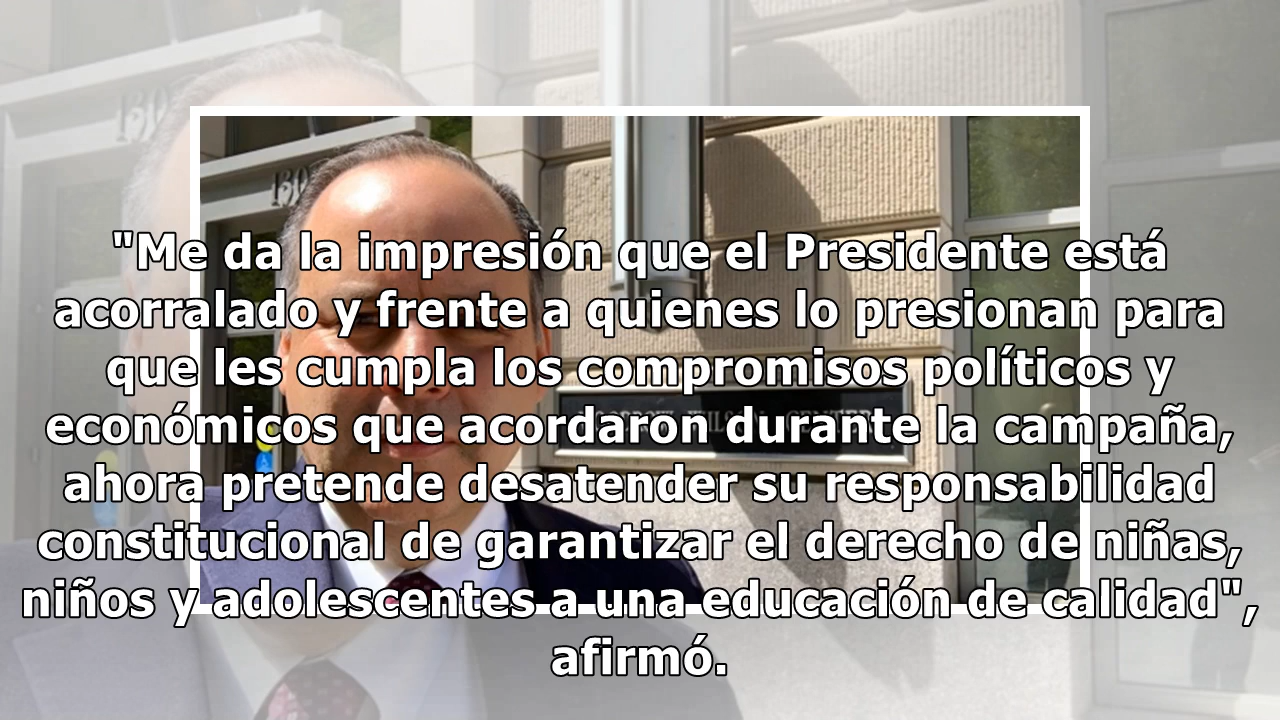 130
"Me da la impresión que el Presidente está
acorralado y frente a quienes lo presionan para
que les cumpla los compromisos políticos y
económicos que acordaron durante la campaña,
ahora pretende desatender su responsabilidad
constitucional de garantizar el derecho de niñas,
niños y adolescentes a una educación de calidad",
afirmó.